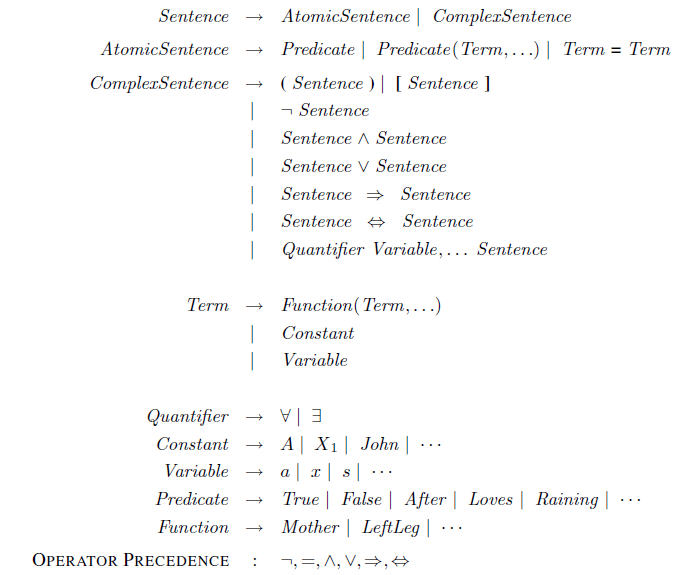 Sentence → AtomicSentence | ComplexSentence
AtomicSentence → Predicate | Predicate(Term,...) | Term = Term
ComplexSentence → ( Sentence ) | [ Sentence ]
| ¬ Sentence
| Sentence ∧ Sentence
| Sentence ∨ Sentence
| Sentence ⇒ Sentence
| Sentence ⇔ Sentence
| Quantifier Variable,... Sentence
Term → Function(Term,...)
| Constant
| Variable
Quantifier → ∀ | ∃
Constant → A | X₁ | John | ···
Variable → a | x | s | ···
Predicate → True | False | After | Loves | Raining | ···
Function → Mother | LeftLeg | ···
OPERATOR PRECEDENCE : ¬,=,∧,∨,⇒,⇔